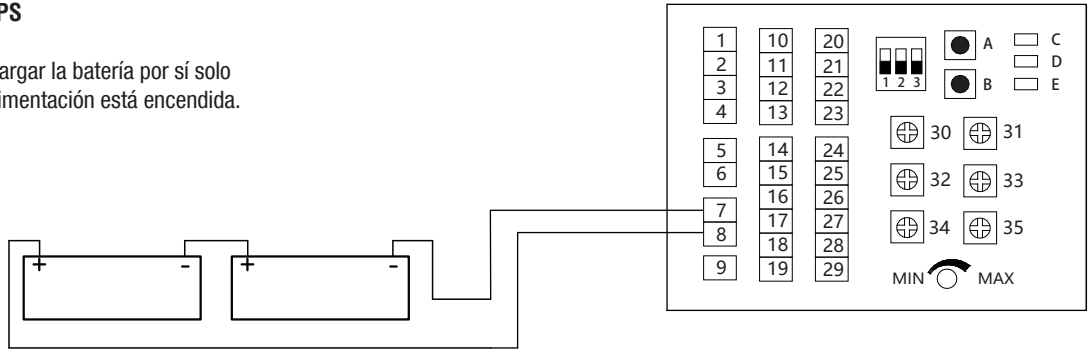 PS
argar la batería por sí solo
imentación está encendida.
1 10 20
2 11 21
3 12 22
4 13 23
5 14 24
6 15 25
16 26
7 17 27
8 18 28
9 19 29
1 2 3
A C
D
B E
30 31
32 33
34 35
MIN MAX
+ - + -